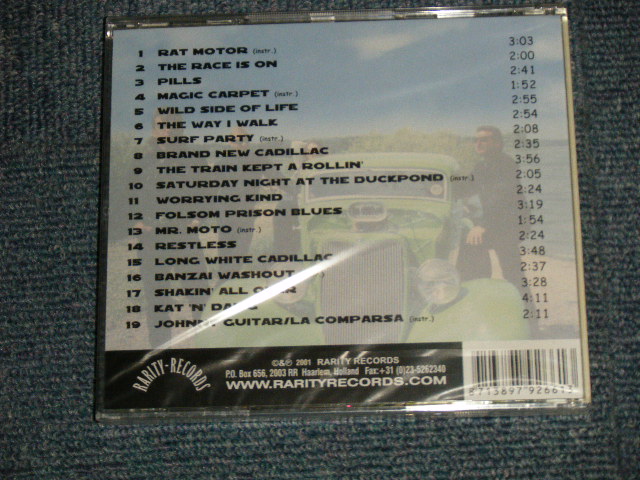 1 RAT MOTOR (instr.) 3:03
2 THE RACE IS ON 2:00
3 PILLS 2:41
4 MAGIC CARPET (instr.) 1:52
5 WILD SIDE OF LIFE 2:55
6 THE WAY I WALK 2:54
7 SURF PARTY (instr.) 2:08
8 BRAND NEW CADILLAC 2:35
9 THE TRAIN KEPT A ROLLIN' 3:56
10 SATURDAY NIGHT AT THE DUCKPOND (instr.) 2:05
11 WORRYING KIND 2:24
12 FOLSOM PRISON BLUES 3:19
13 MR. MOTO (instr.) 1:54
14 RESTLESS 2:24
15 LONG WHITE CADILLAC 3:48
16 BANZAI WASHOUT 2:37
17 SHAKIN' ALL OVER 3:28
18 KAT 'N' 4:11
19 JOHNNY GUITAR/LA COMPARSA (instr.) 2:11
RARITY-RECORDS
©&℗ 2001 RARITY RECORDS
P.O. Box 656, 2003 RR Haarlem, Holland Fax:+31 (0)23-5262340
WWW.RARITYRECORDS.COM